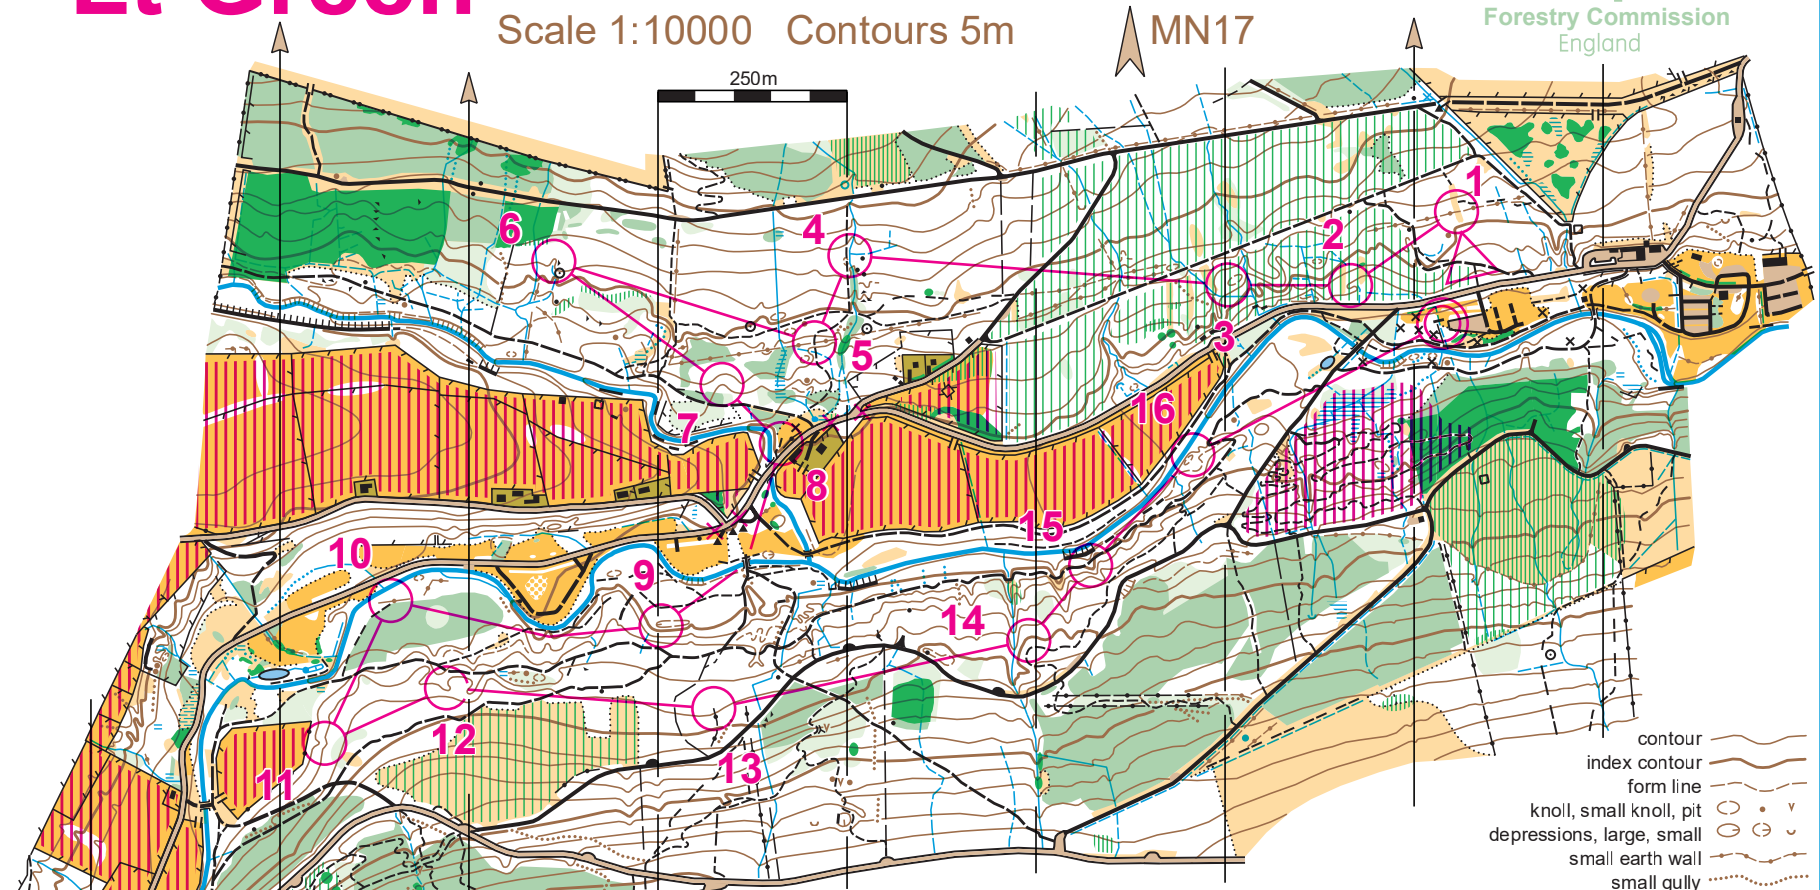 Lt Green
Scale 1:10000 Contours 5m
MN17
Forestry Commission
England
250m
1
2
3
4
5
6
7
8
9
10
11
12
13
14
15
16
contour
index contour
form line
knoll, small knoll, pit
depressions, large, small
small earth wall
small gully